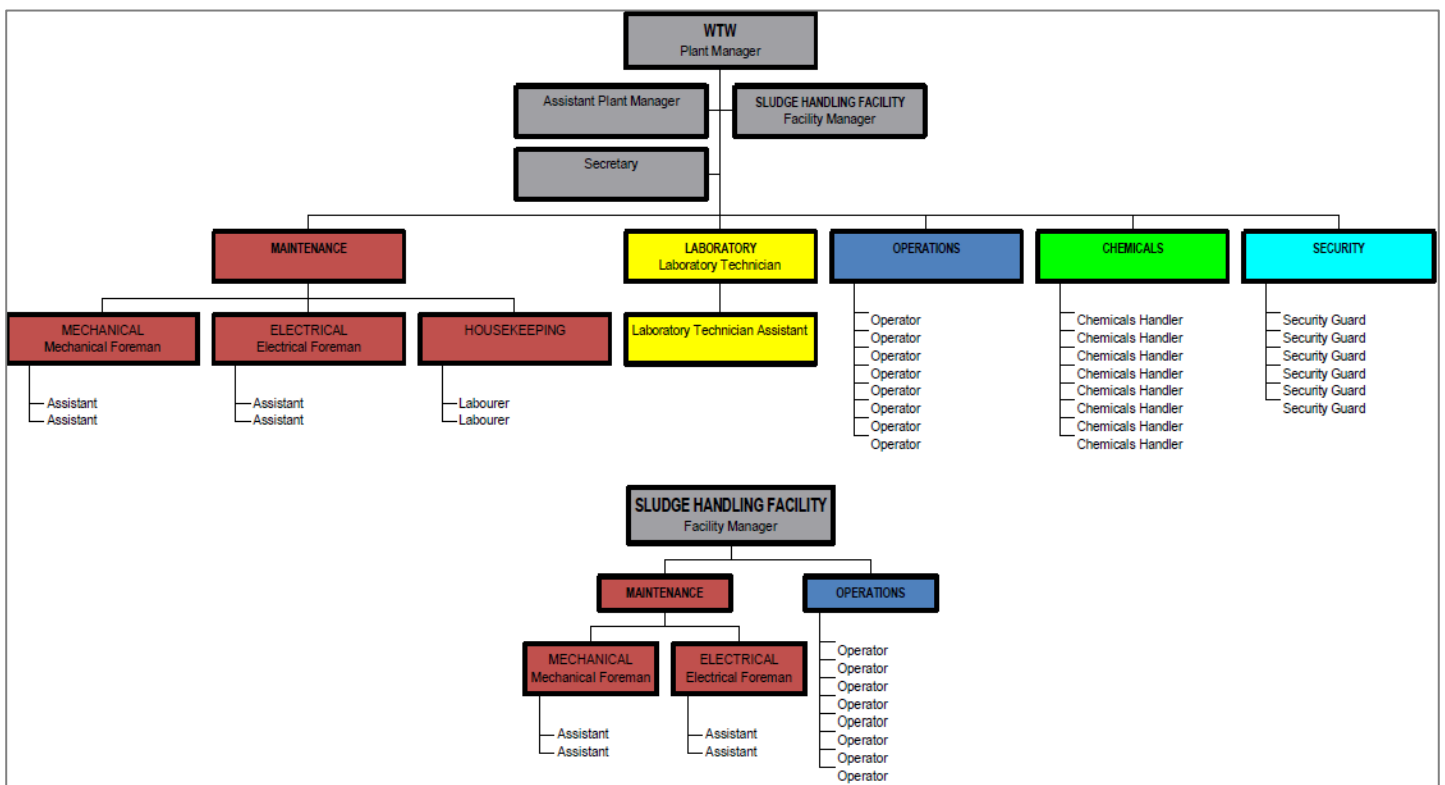 WTW
Plant Manager
Assistant Plant Manager
SLUDGE HANDLING FACILITY
Facility Manager
Secretary
MAINTENANCE
LABORATORY
Laboratory Technician
OPERATIONS
CHEMICALS
SECURITY
MECHANICAL
Mechanical Foreman
ELECTRICAL
Electrical Foreman
HOUSEKEEPING
Laboratory Technician Assistant
Assistant
Assistant
Assistant
Assistant
Labourer
Labourer
Operator
Operator
Operator
Operator
Operator
Operator
Operator
Operator
Chemicals Handler
Chemicals Handler
Chemicals Handler
Chemicals Handler
Chemicals Handler
Chemicals Handler
Chemicals Handler
Chemicals Handler
Security Guard
Security Guard
Security Guard
Security Guard
Security Guard
Security Guard
SLUDGE HANDLING FACILITY
Facility Manager
MAINTENANCE
OPERATIONS
MECHANICAL
Mechanical Foreman
ELECTRICAL
Electrical Foreman
Assistant
Assistant
Assistant
Assistant
Operator
Operator
Operator
Operator
Operator
Operator
Operator
Operator